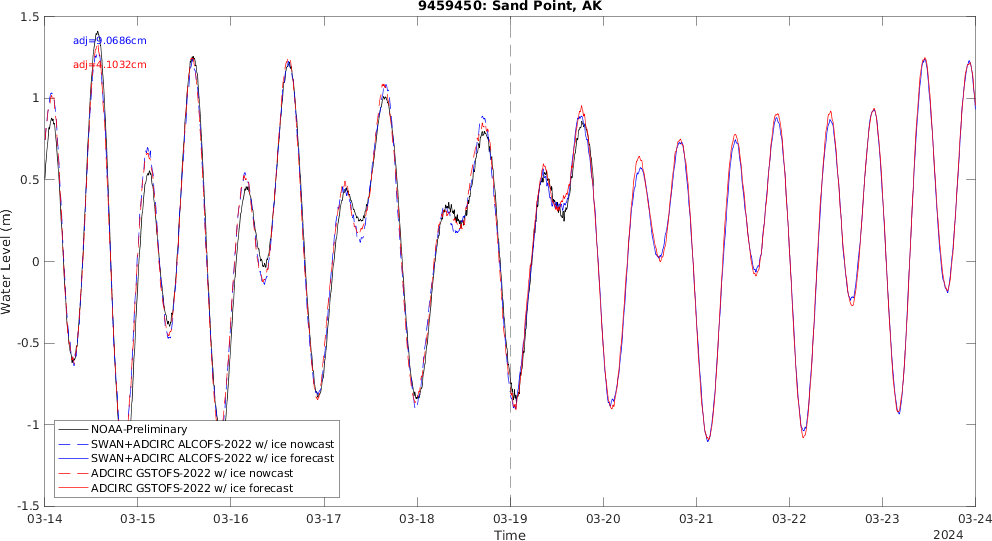 9459450: Sand Point, AK
adj=9.0686cm
adj=4.1032cm
Water Level (m)
1.5
1
0.5
0
-0.5
-1
-1.5
NOAA-Preliminary
SWAN+ADCIRC ALCOFS-2022 w/ ice nowcast
SWAN+ADCIRC ALCOFS-2022 w/ ice forecast
ADCIRC GSTOFS-2022 w/ ice nowcast
ADCIRC GSTOFS-2022 w/ ice forecast
03-14 03-15 03-16 03-17 03-18 03-19 03-20 03-21 03-22 03-23 03-24
Time
2024